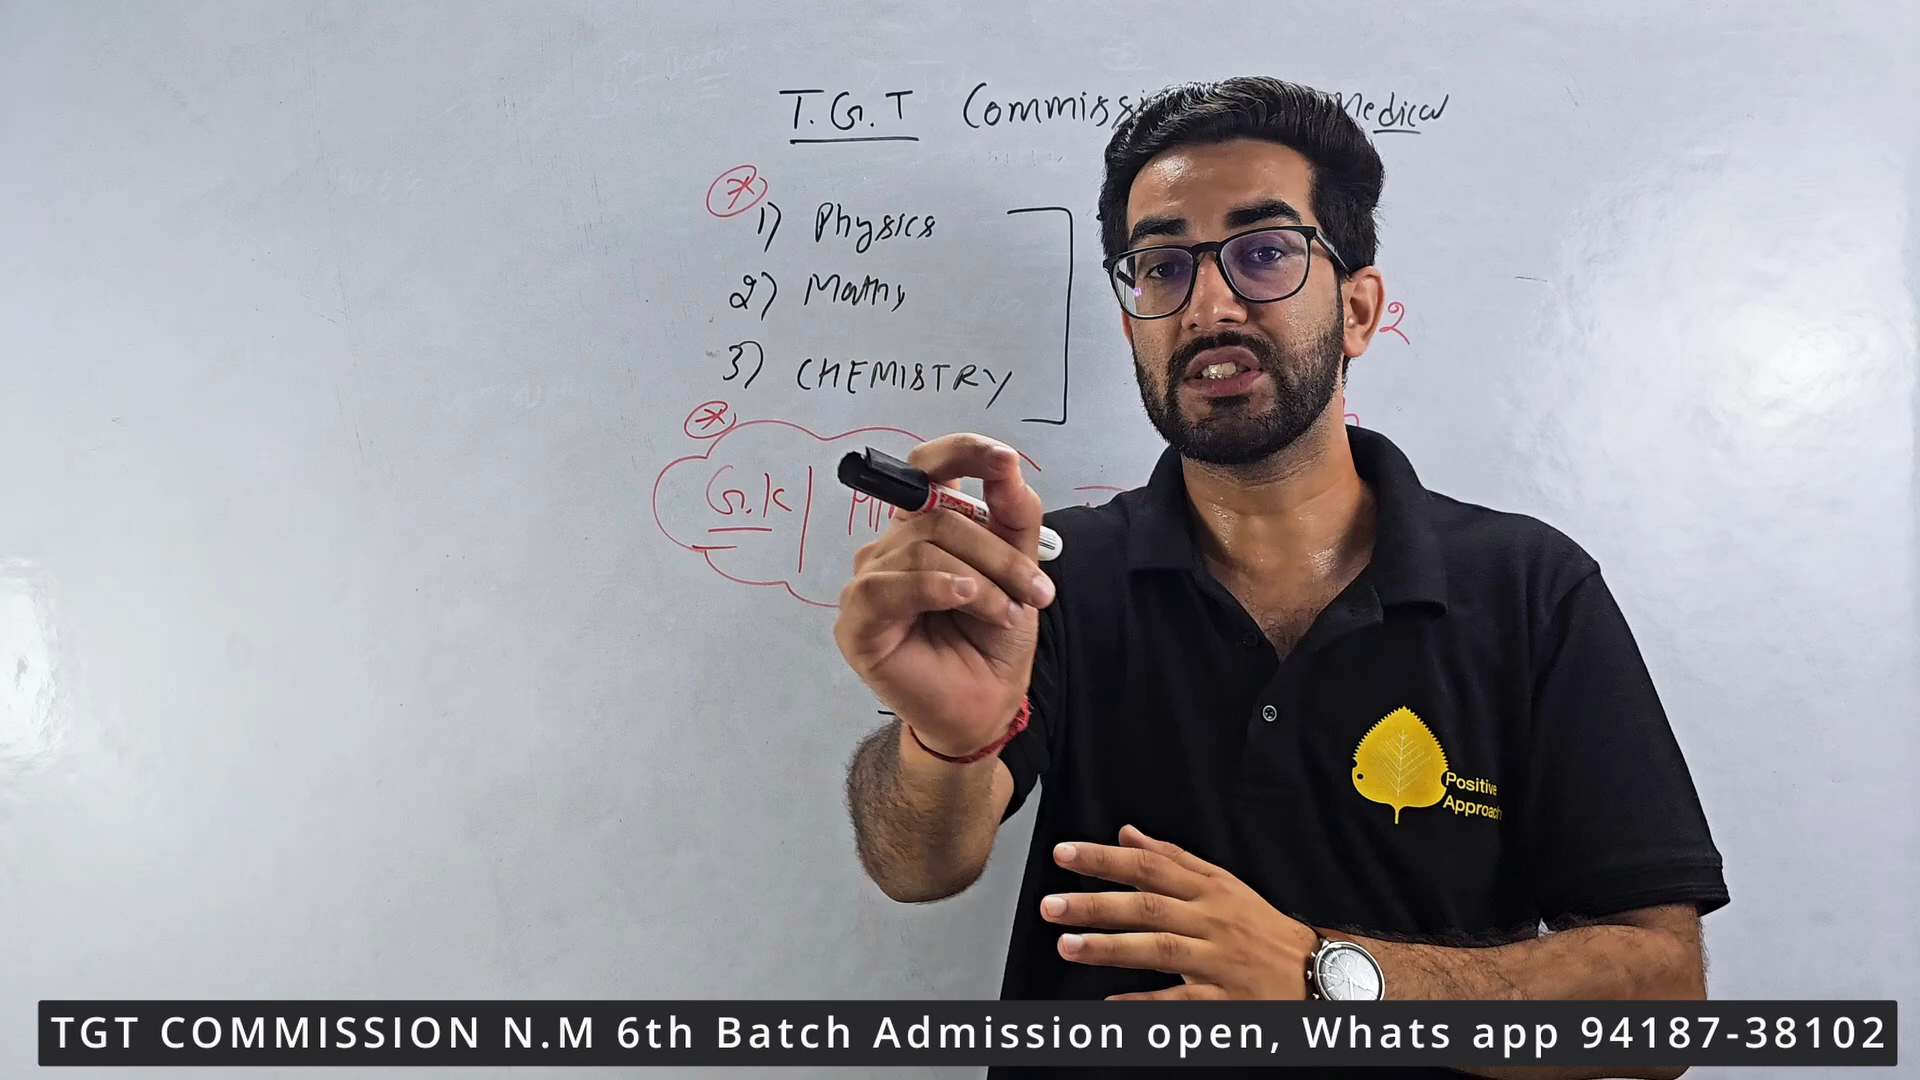 T.G.T Commiss Medical
1) Physics
2) Maths
3) CHEMISTRY
2
G.K
Positive
Approach
TGT COMMISSION N.M 6th Batch Admission open, Whats app 94187-38102